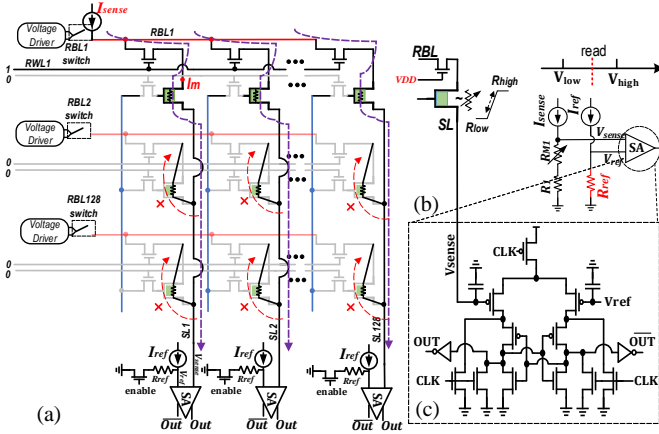 Isense
Voltage
Driver
RBL1
switch
RBL1
1
0
RWL1
Im
RBL2
switch
Voltage
Driver
0
0
RBL128
switch
Voltage
Driver
0
0
SL1
SL2
SL128
Iref
Vref
Vsense
Rref
enable
SA
Out
Out
Iref
Rref
enable
SA
Out
Out
Iref
Rref
enable
SA
Out
Out
(a)
RBL
VDD
SL
~
Rhigh
Rlow
read
Vlow
Vhigh
Isense
Iref
Vsense
RM1
Vref
SA
RT1
Rref
(b)
Vsense
CLK
Vref
OUT
OUT
CLK
CLK
(c)